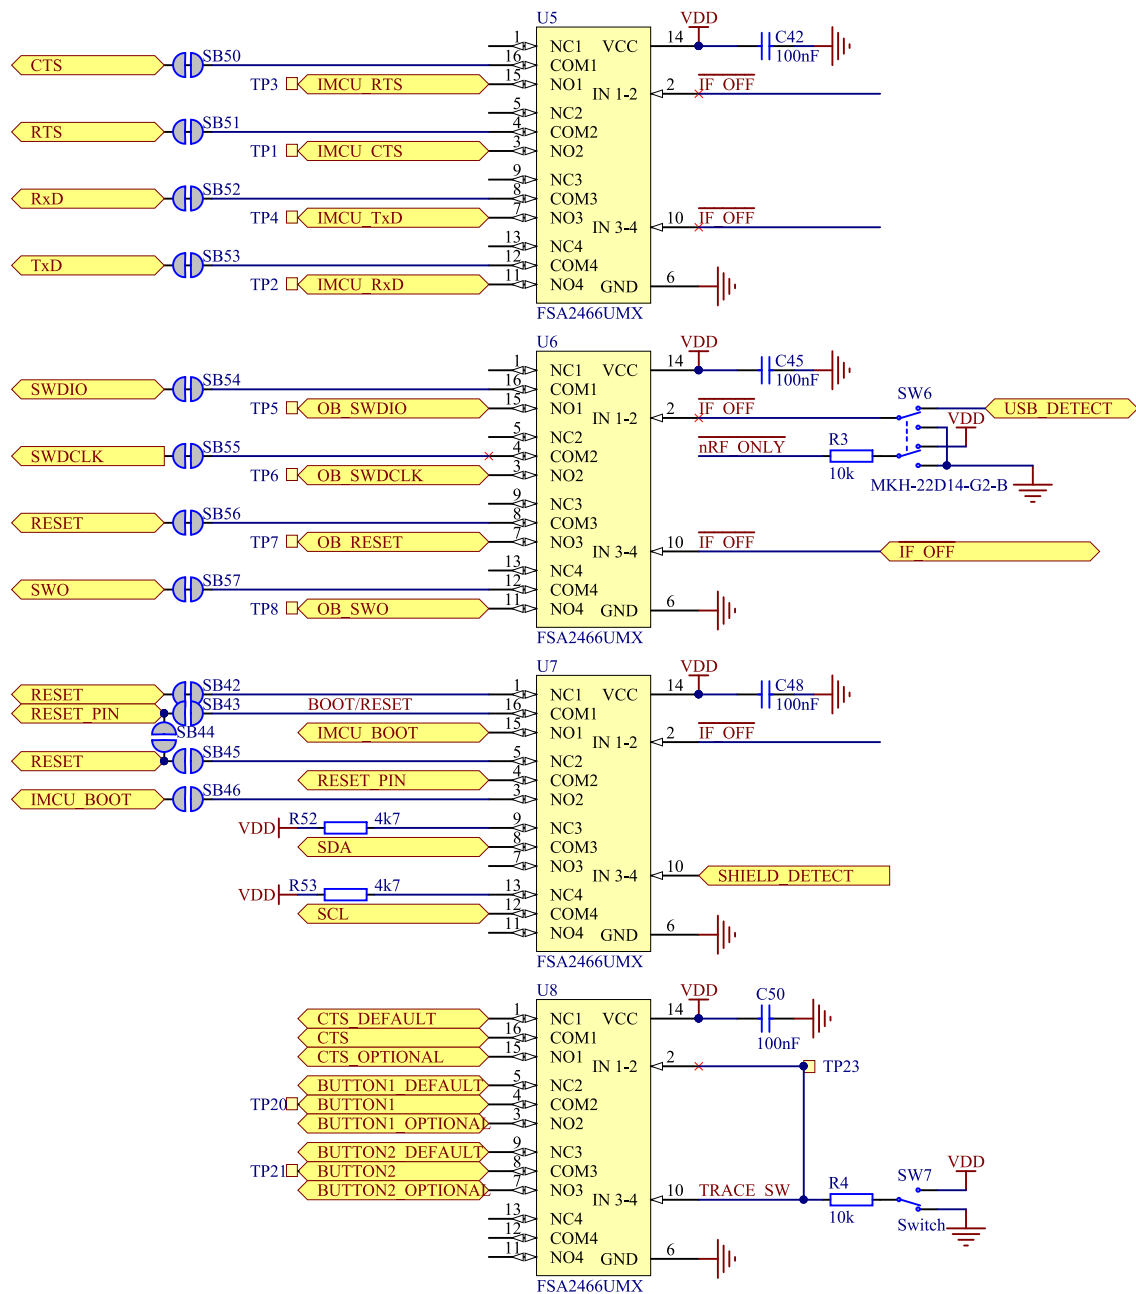 U5
VDD
1 NC1 VCC 14 C42
CTS SB50 16 COM1 100nF
TP3 IMCU_RTS 15 NO1 IN 1-2 2 IF_OFF
5 NC2
RTS SB51 4 COM2
TP1 IMCU_CTS 3 NO2
9 NC3
RxD SB52 8 COM3
TP4 IMCU_TxD 7 NO3 IN 3-4 10 IF_OFF
13 NC4
TxD SB53 12 COM4
TP2 IMCU_RxD 11 NO4 GND 6
FSA2466UMX
U6
VDD
1 NC1 VCC 14 C45
SWDIO SB54 16 COM1 100nF
TP5 OB_SWDIO 15 NO1 IN 1-2 2 IF_OFF SW6 USB_DETECT
5 NC2 VDD
SWDCLK SB55 4 COM2 nRF_ONLY R3
TP6 OB_SWDCLK 3 NO2 10k
MKH-22D14-G2-B
9 NC3
RESET SB56 8 COM3
TP7 OB_RESET 7 NO3 IN 3-4 10 IF_OFF IF_OFF
13 NC4
SWO SB57 12 COM4
TP8 OB_SWO 11 NO4 GND 6
FSA2466UMX
U7
VDD
RESET SB42 1 NC1 VCC 14 C48
RESET_PIN SB43 BOOT/RESET 16 COM1 100nF
SB44 IMCU_BOOT 15 NO1 IN 1-2 2 IF_OFF
RESET SB45 5 NC2
RESET_PIN 4 COM2
IMCU_BOOT SB46 3 NO2
VDD R52 4k7 9 NC3
SDA 8 COM3
7 NO3 IN 3-4 10 SHIELD_DETECT
VDD R53 4k7 13 NC4
SCL 12 COM4
11 NO4 GND 6
FSA2466UMX
U8
VDD
CTS_DEFAULT 1 NC1 VCC 14 C50
CTS 16 COM1 100nF
CTS_OPTIONAL 15 NO1 IN 1-2 2 TP23
BUTTON1_DEFAULT 5 NC2
TP20 BUTTON1 4 COM2
BUTTON1_OPTIONAL 3 NO2
BUTTON2_DEFAULT 9 NC3
TP21 BUTTON2 8 COM3 VDD
BUTTON2_OPTIONAL 7 NO3 IN 3-4 10 TRACE_SW R4 SW7
13 NC4 10k Switch
12 COM4
11 NO4 GND 6
FSA2466UMX